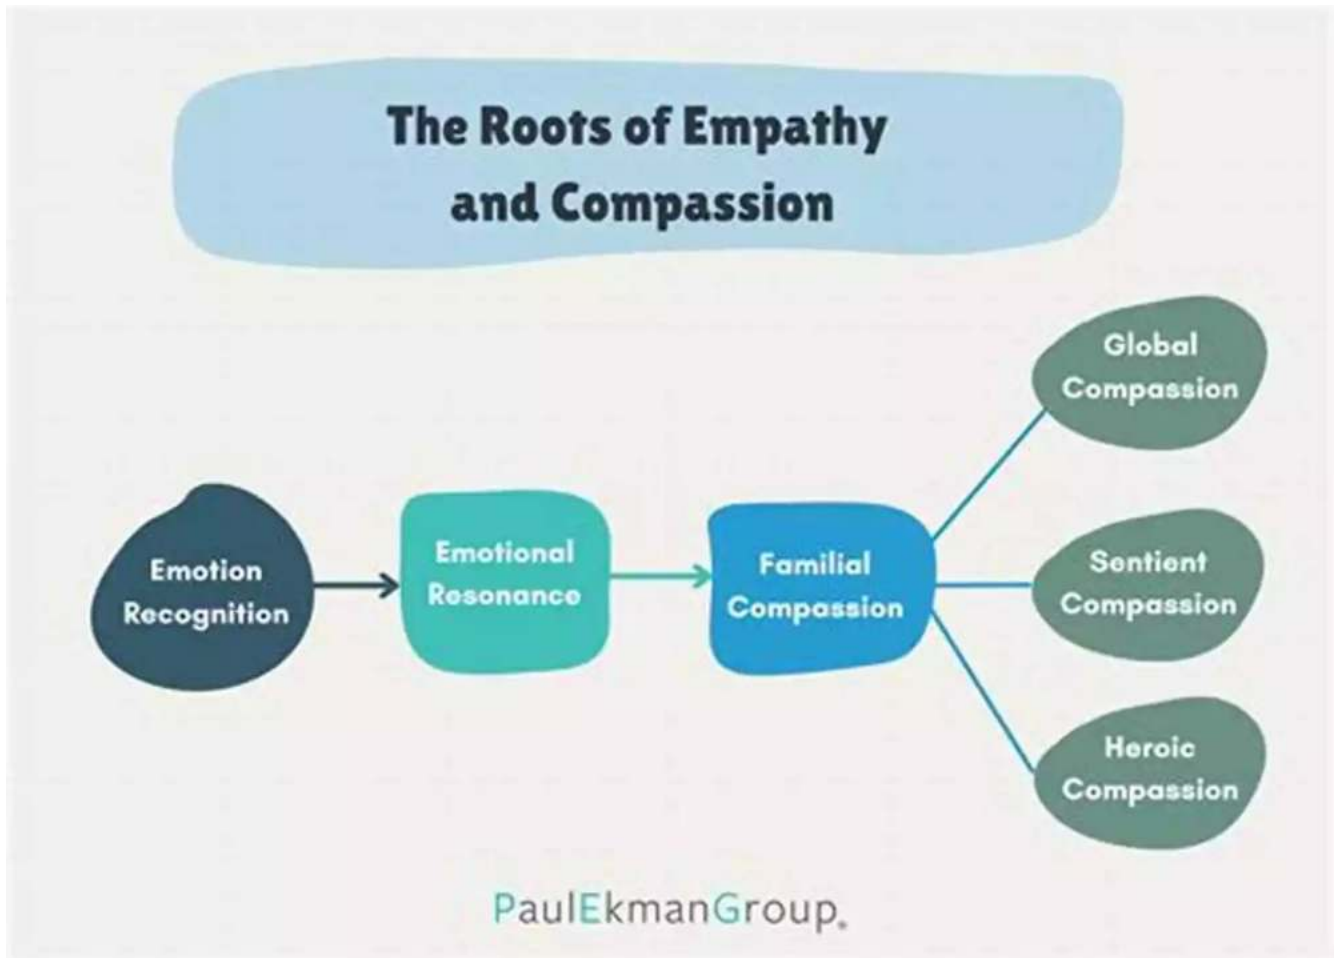 The Roots of Empathy
and Compassion
Emotion
Recognition
Emotional
Resonance
Familial
Compassion
Global
Compassion
Sentient
Compassion
Heroic
Compassion
PaulEkmanGroup.